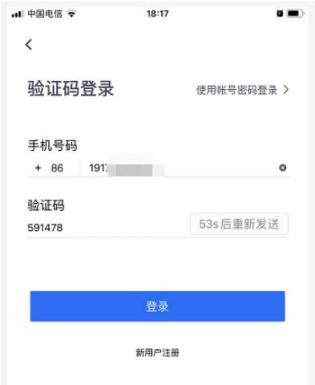 中国电信 18:17
验证码登录 使用帐号密码登录
手机号码
+ 86 191
验证码
591478 53s后重新发送
登录
新用户注册